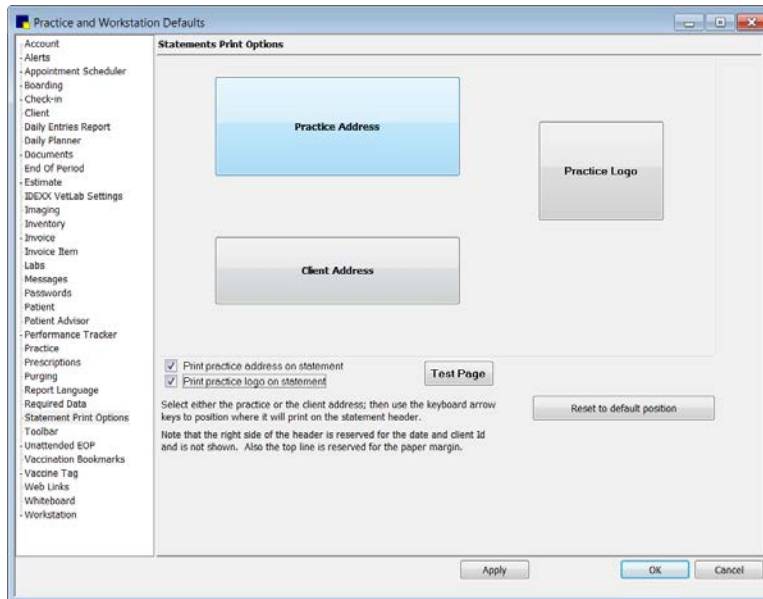 Practice and Workstation Defaults
Account
Alerts
Appointment Scheduler
Boarding
Check-in
Client
Daily Entries Report
Daily Planner
Documents
End Of Period
Estimate
IDEXX VetLab Settings
Imaging
Inventory
Invoice
Invoice Item
Labs
Messages
Passwords
Patient
Patient Advisor
Performance Tracker
Practice
Prescriptions
Purging
Report Language
Required Data
Statement Print Options
Toolbar
Unattended EOP
Vaccination Bookmarks
Vaccine Tag
Web Links
Whiteboard
Workstation
Statements Print Options
Practice Address
Practice Logo
Client Address
Print practice address on statement
Print practice logo on statement
Test Page
Select either the practice or the client address; then use the keyboard arrow
keys to position where it will print on the statement header.
Reset to default position
Note that the right side of the header is reserved for the date and client Id
and is not shown. Also the top line is reserved for the paper margin.
Apply
OK
Cancel